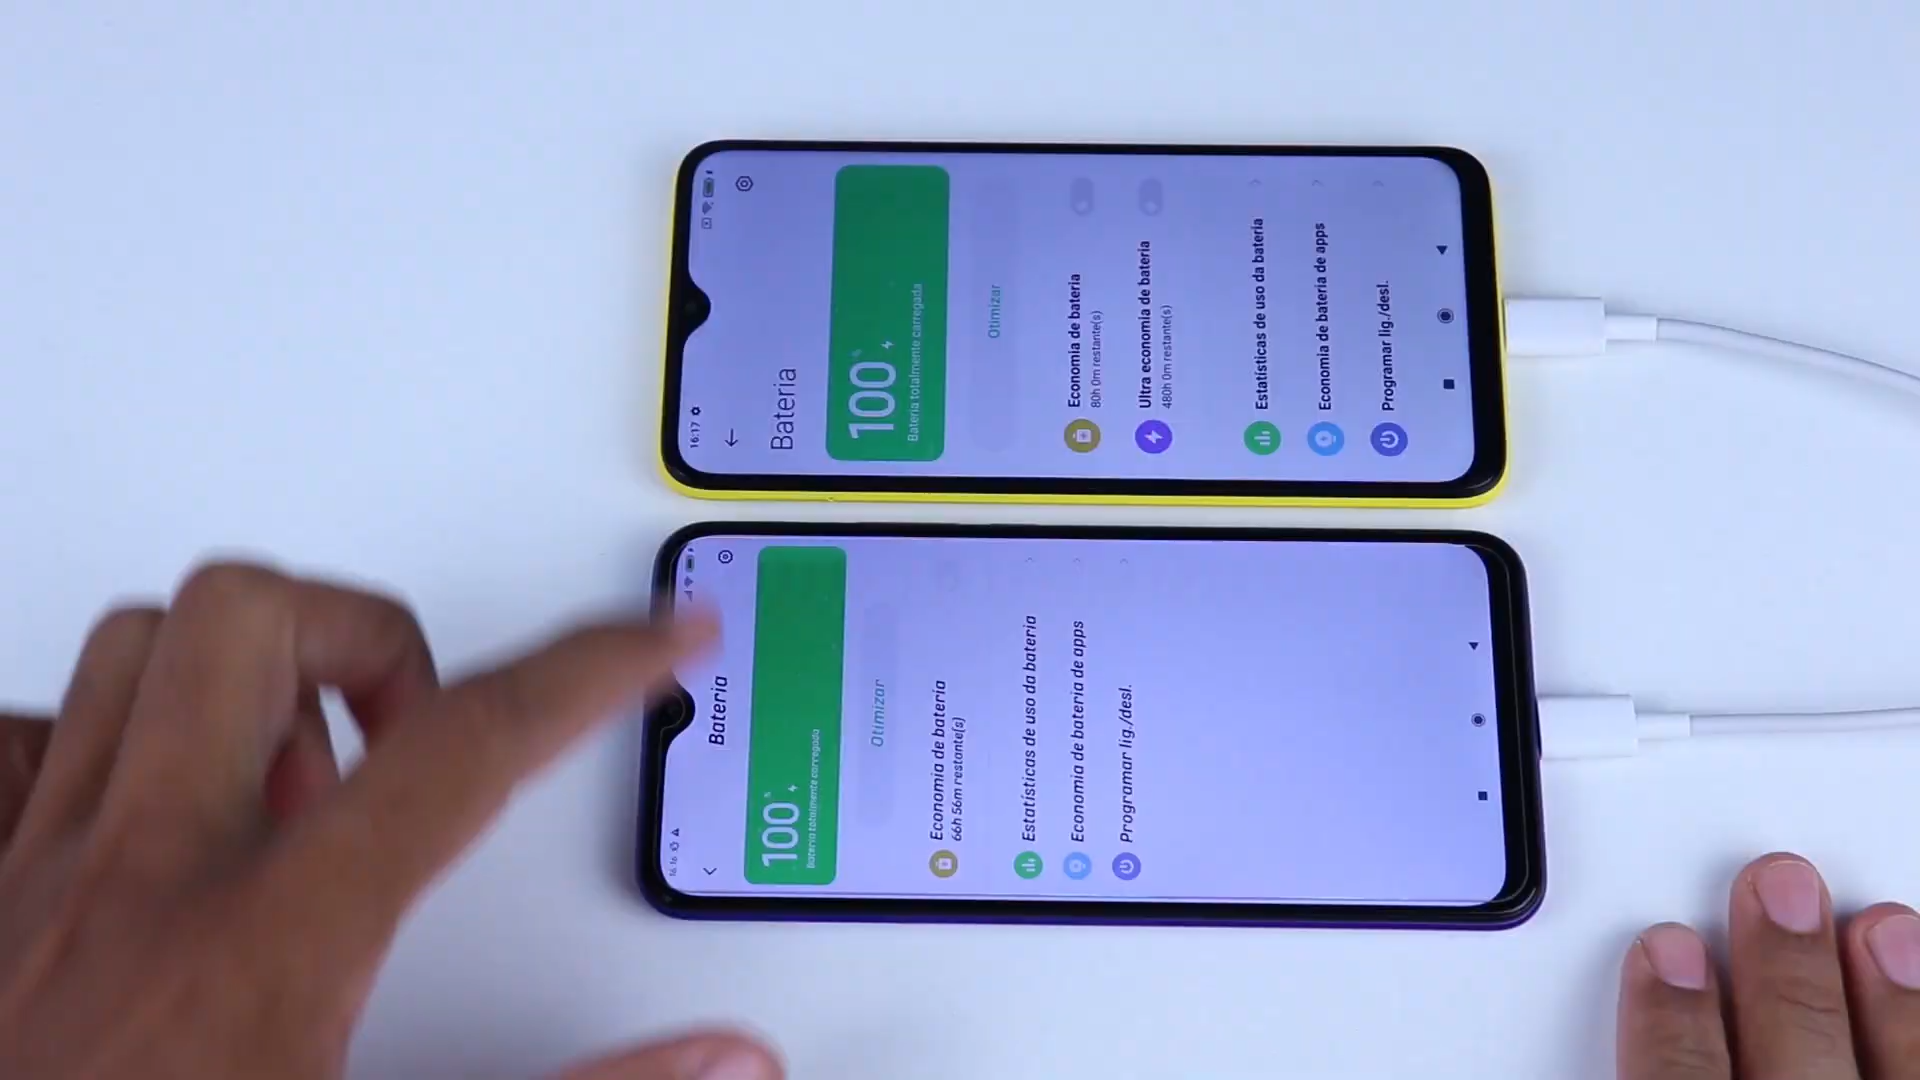 16:17
Bateria
100%
Bateria totalmente carregada
Otimizar
Economia de bateria
80h 0m restante(s)
Ultra economia de bateria
480h 0m restante(s)
Estatísticas de uso da bateria
Economia de bateria de apps
Programar lig./desl.
16:16
Bateria
100%
Bateria totalmente carregada
Otimizar
Economia de bateria
66h 56m restante(s)
Estatísticas de uso da bateria
Economia de bateria de apps
Programar lig./desl.